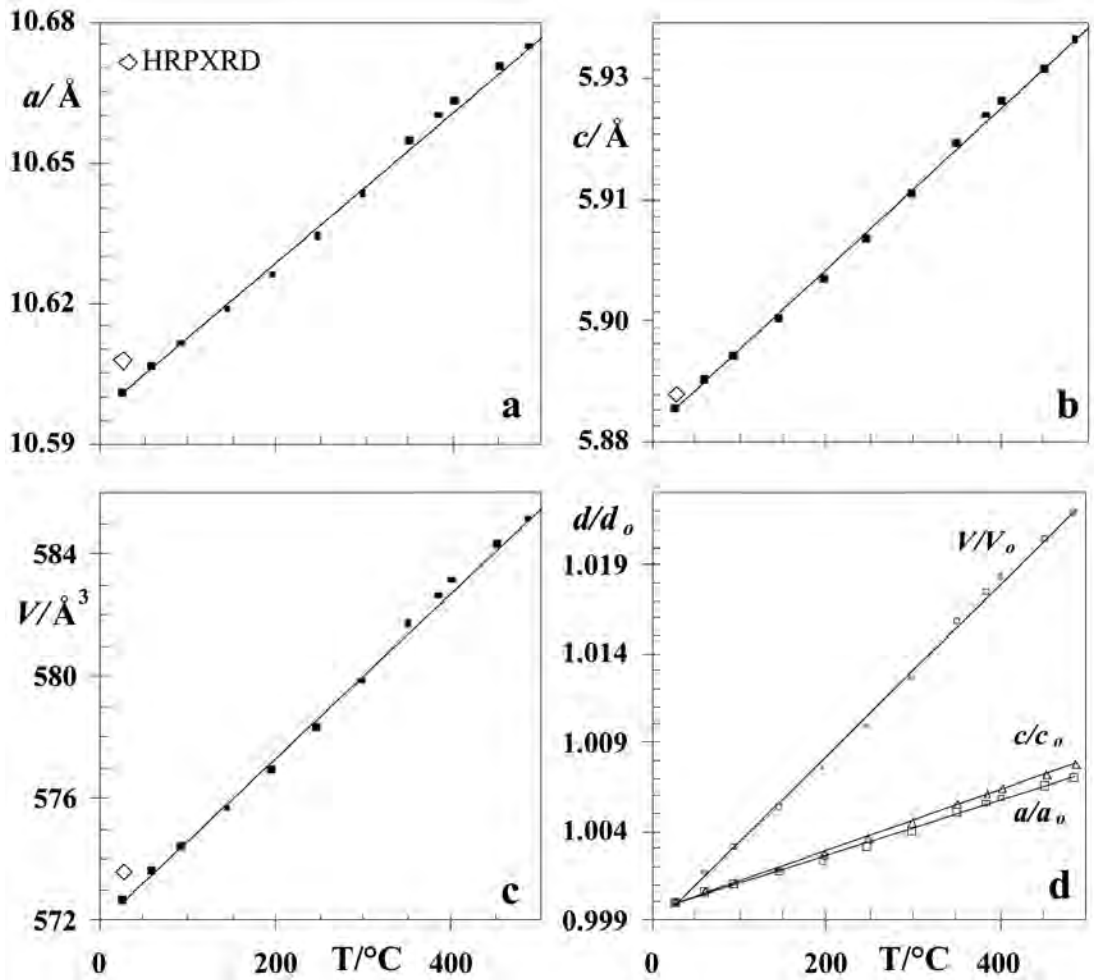 10.68
◇HRPXRD
a/ Å
10.65
10.62
10.59
a
5.93
c/ Å
5.91
5.90
5.88
b
584
V/Å³
580
576
572
c
0 200 400
T/°C
d/dₒ
V/Vₒ
1.019
1.014
1.009
c/cₒ
1.004
a/aₒ
0.999
d
0 200 400
T/°C